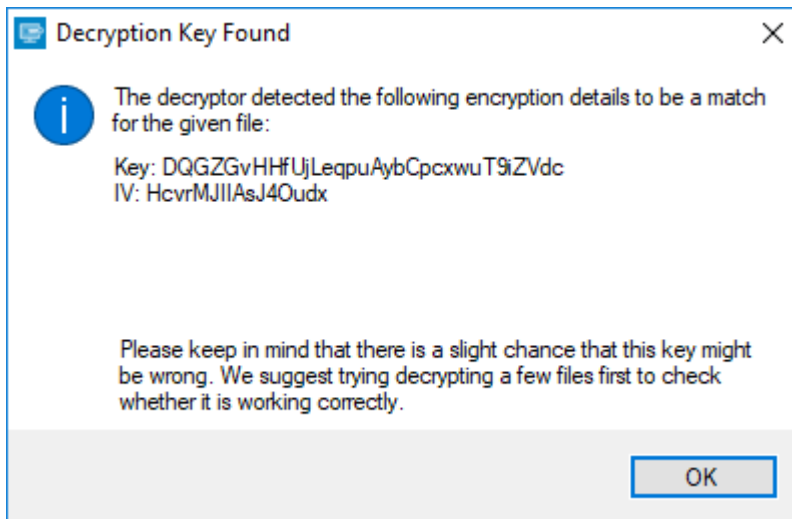 Decryption Key Found
The decryptor detected the following encryption details to be a match
for the given file:
Key: DQGZGvHHfUjLeqpuAybCpcxwuT9iZVdc
IV: HcvrMJIIAsJ4Oudx
Please keep in mind that there is a slight chance that this key might
be wrong. We suggest trying decrypting a few files first to check
whether it is working correctly.
OK